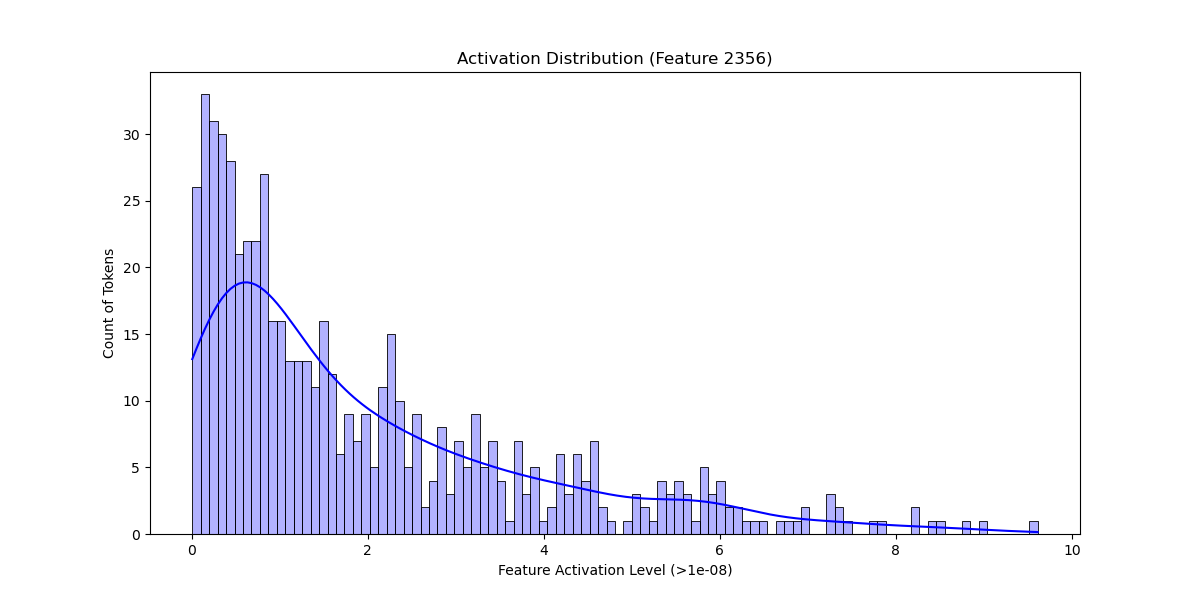 Activation Distribution (Feature 2356)
Count of Tokens
30
25
20
15
10
5
0
0 2 4 6 8 10
Feature Activation Level (>1e-08)